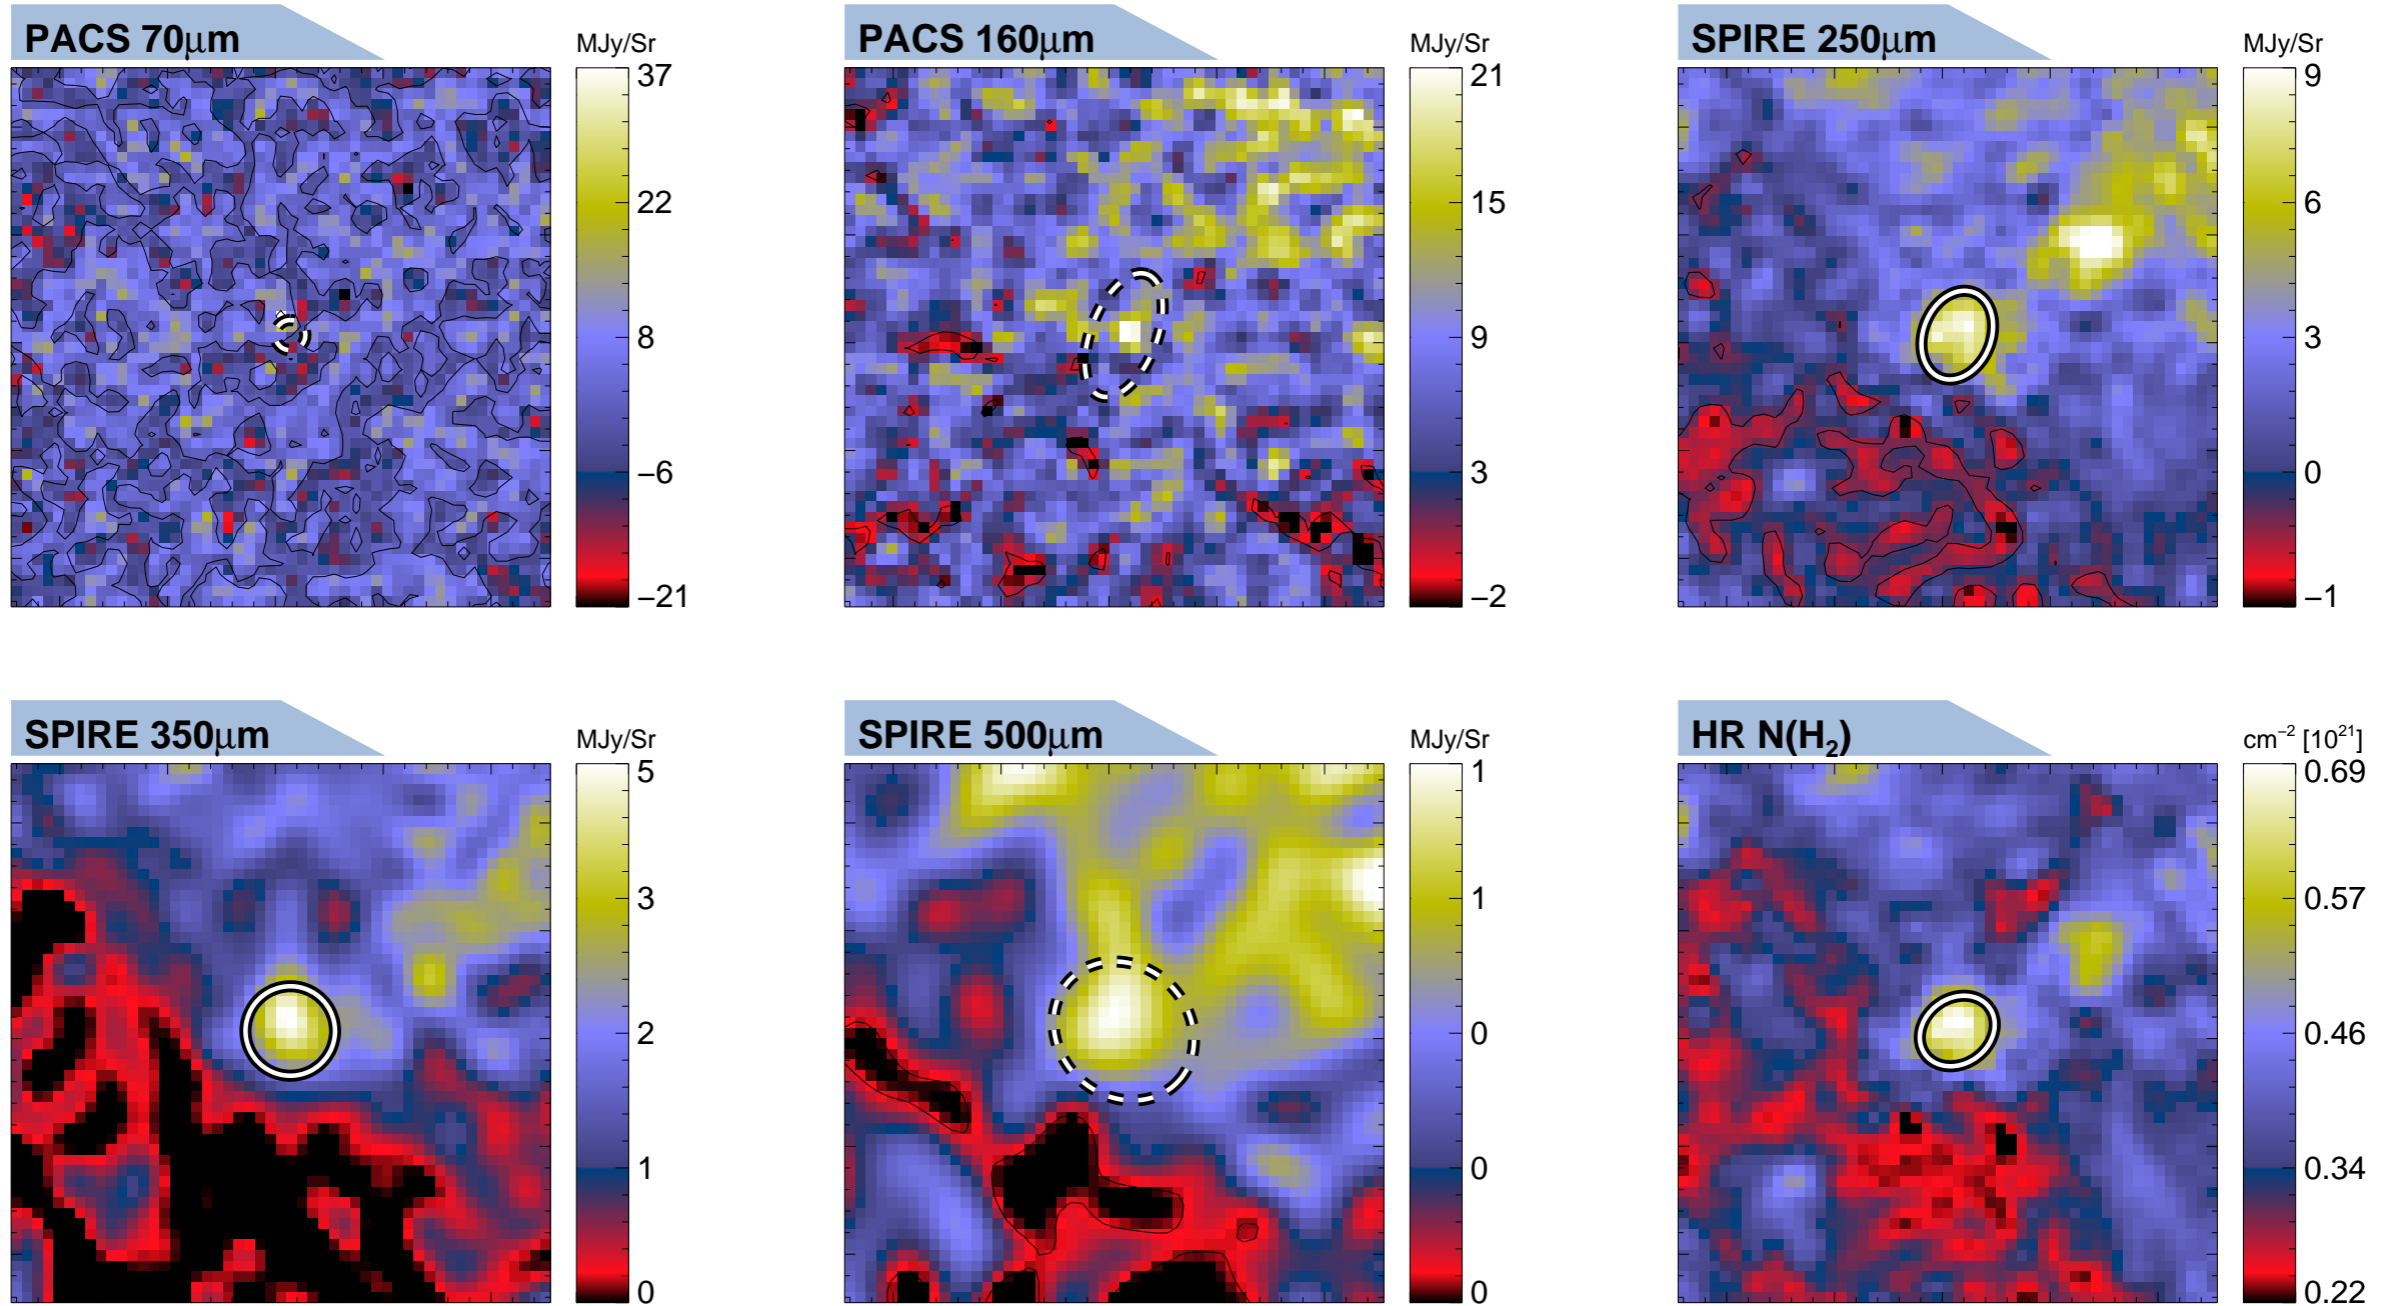 PACS 70μm
MJy/Sr
37
22
8
−6
−21
PACS 160μm
MJy/Sr
21
15
9
3
−2
SPIRE 250μm
MJy/Sr
9
6
3
0
−1
SPIRE 350μm
MJy/Sr
5
3
2
1
0
SPIRE 500μm
MJy/Sr
1
1
0
0
0
HR N(H₂)
cm⁻² [10²¹]
0.69
0.57
0.46
0.34
0.22